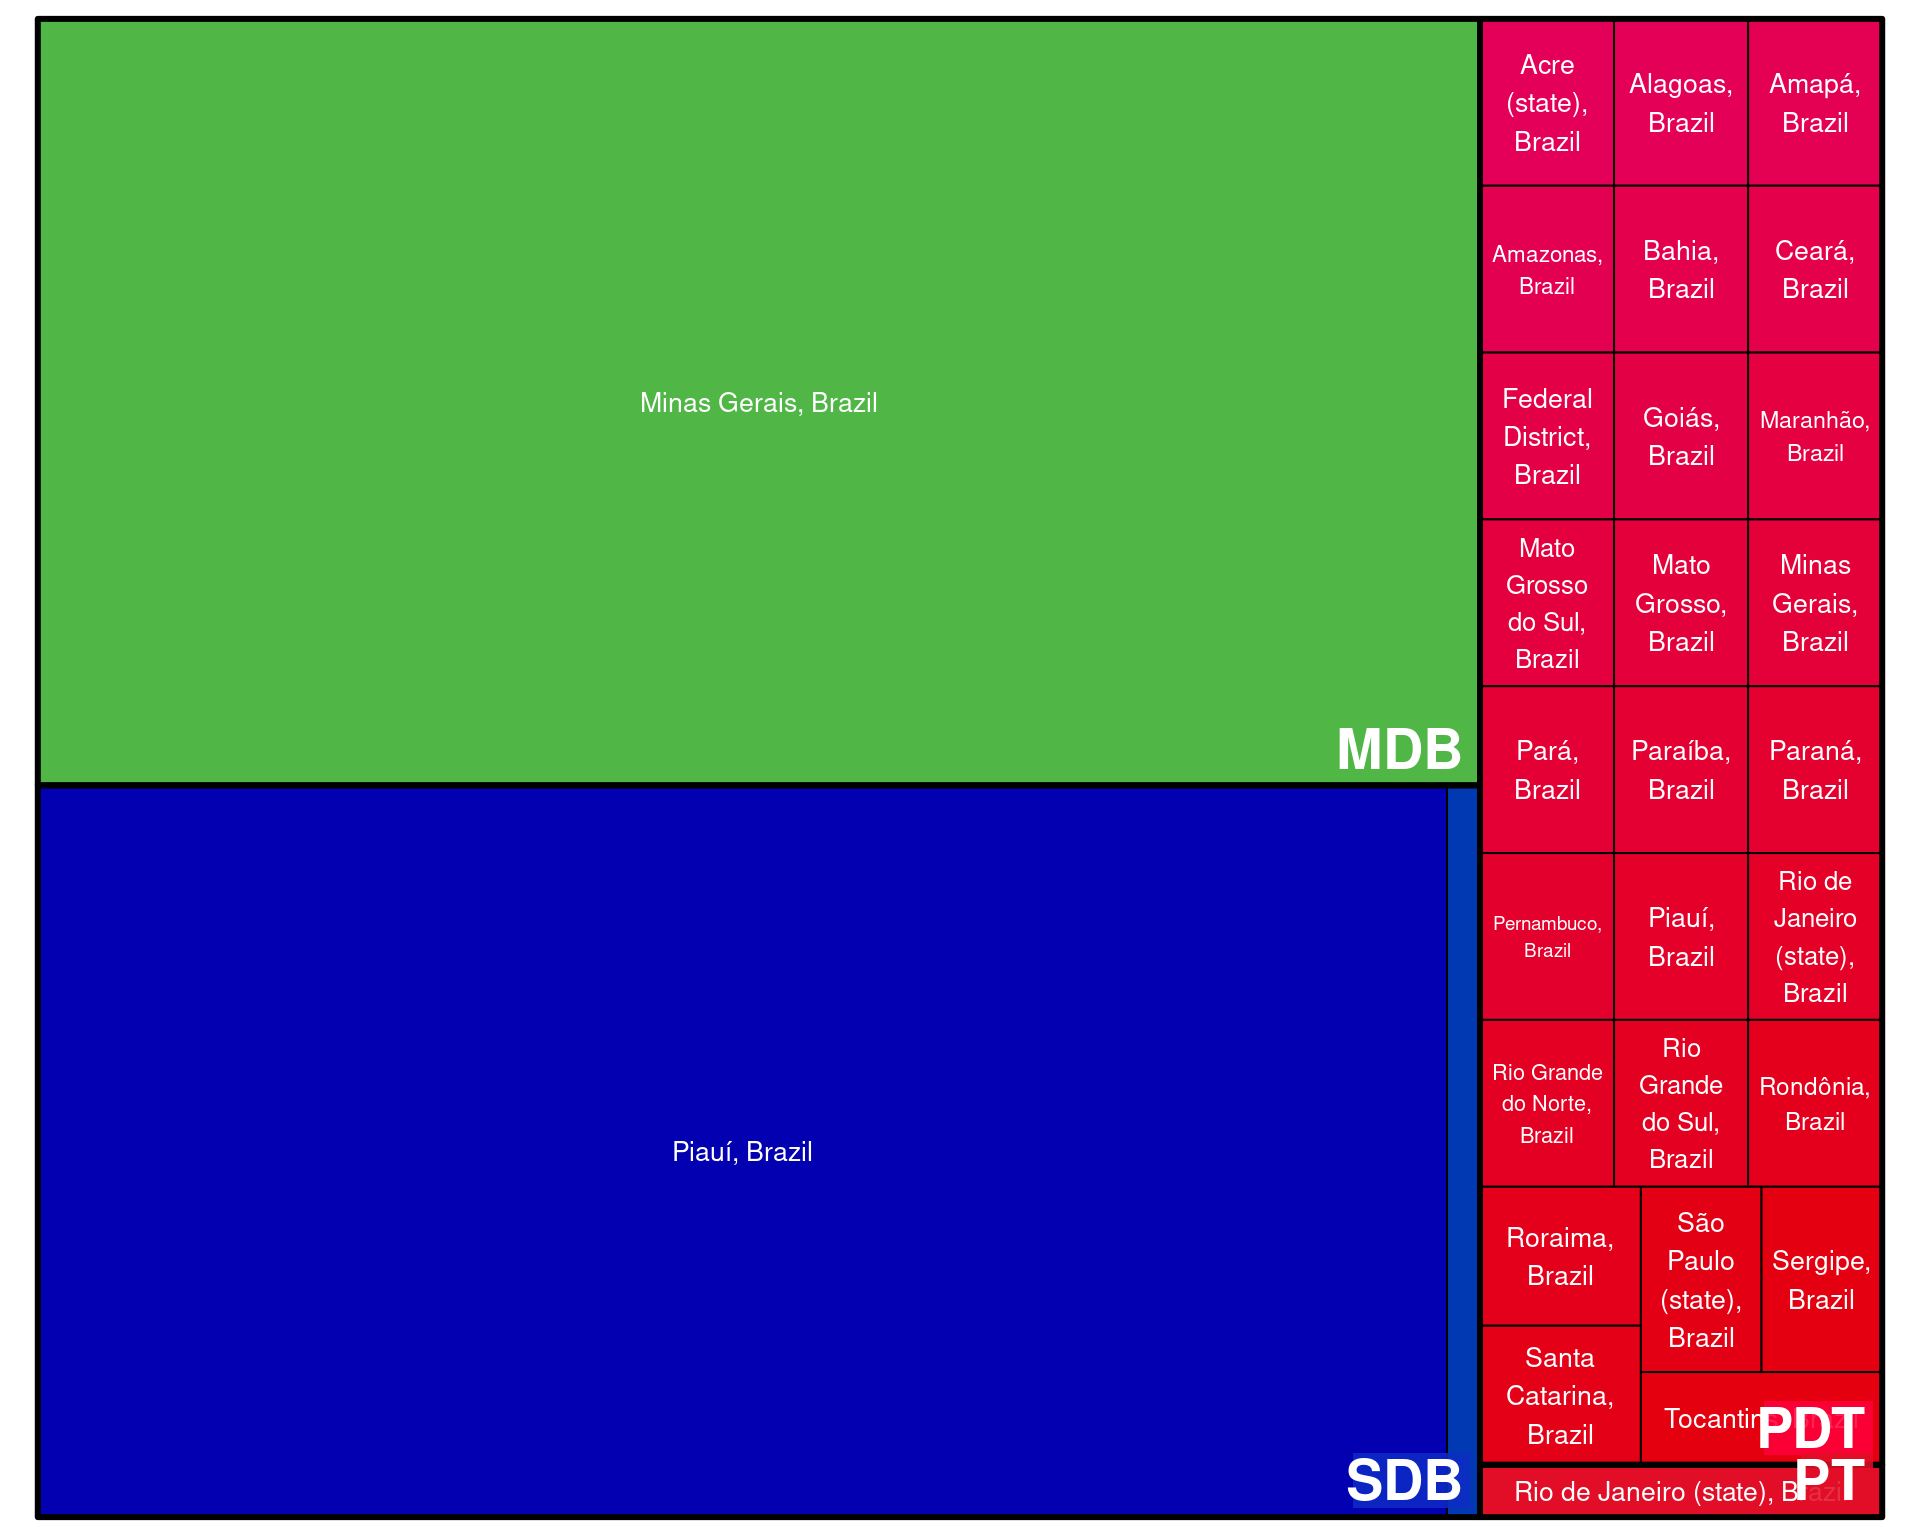 Minas Gerais, Brazil
MDB
Piauí, Brazil
SDB
Acre
(state),
Brazil
Alagoas,
Brazil
Amapá,
Brazil
Amazonas,
Brazil
Bahia,
Brazil
Ceará,
Brazil
Federal
District,
Brazil
Goiás,
Brazil
Maranhão,
Brazil
Mato
Grosso
do Sul,
Brazil
Mato
Grosso,
Brazil
Minas
Gerais,
Brazil
Pará,
Brazil
Paraíba,
Brazil
Paraná,
Brazil
Pernambuco,
Brazil
Piauí,
Brazil
Rio de
Janeiro
(state),
Brazil
Rio Grande
do Norte,
Brazil
Rio
Grande
do Sul,
Brazil
Rondônia,
Brazil
Roraima,
Brazil
Santa
Catarina,
Brazil
São
Paulo
(state),
Brazil
Sergipe,
Brazil
Tocantins, Brazil
PDT
Rio de Janeiro (state), Brazil
PT